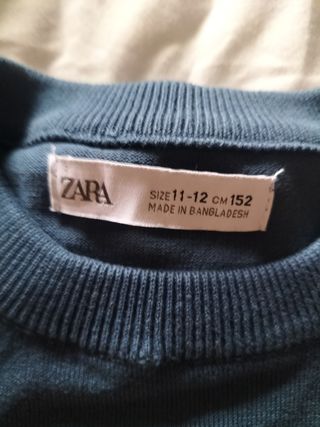 ZARA
SIZE 11-12 CM 152
MADE IN BANGLADESH